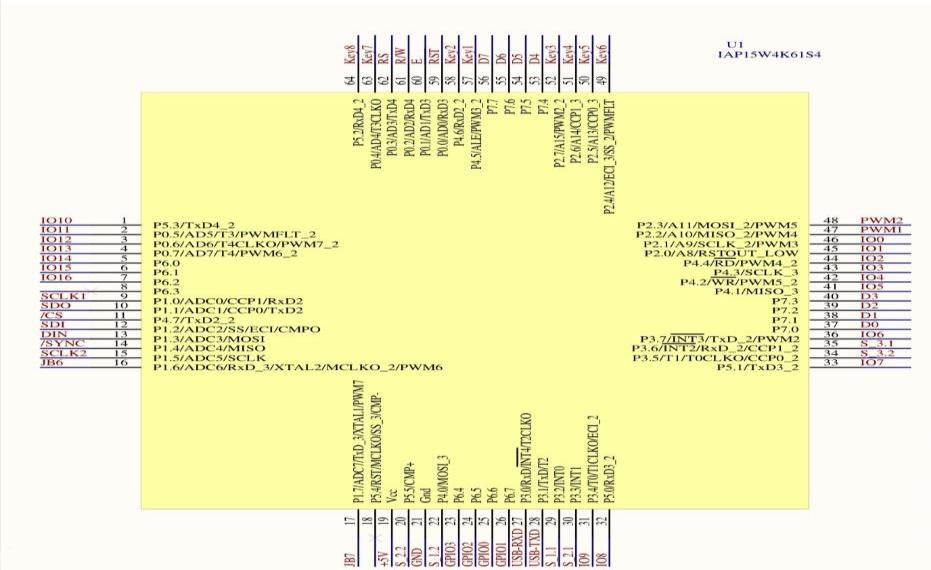 U1
IAP15W4K61S4
Key8
Key7
RS
R/W
E
RST
Key2
Key1
D7
D6
D5
D4
Key3
Key4
Key5
Key6
64
63
62
61
60
59
58
57
56
55
54
53
52
51
50
49
P5.2/RxD4_2
P0.4/AD4/T3CLKO
P0.3/AD3/TxD4
P0.2/AD2/RxD4
P0.1/AD1/TxD3
P0.0/AD0/RxD3
P4.6/RxD2_2
P4.5/ALE/PWM3_2
P7.7
P7.6
P7.5
P7.4
P2.7/A15/PWM2_2
P2.6/A14/CCP1_3
P2.5/A13/CCP0_3
P2.4/A12/ECI_3/SS_2/PWMFLT
IO10 1 P5.3/TxD4_2
IO11 2 P0.5/AD5/T3/PWMFLT_2
IO12 3 P0.6/AD6/T4CLKO/PWM7_2
IO13 4 P0.7/AD7/T4/PWM6_2
IO14 5 P6.0
IO15 6 P6.1
IO16 7 P6.2
8 P6.3
SCLK1 9 P1.0/ADC0/CCP1/RxD2
SDO 10 P1.1/ADC1/CCP0/TxD2
/CS 11 P4.7/TxD2_2
SDI 12 P1.2/ADC2/SS/ECI/CMPO
DIN 13 P1.3/ADC3/MOSI
/SYNC 14 P1.4/ADC4/MISO
SCLK2 15 P1.5/ADC5/SCLK
JB6 16 P1.6/ADC6/RxD_3/XTAL2/MCLKO_2/PWM6
P2.3/A11/MOSI_2/PWM5 48 PWM2
P2.2/A10/MISO_2/PWM4 47 PWM1
P2.1/A9/SCLK_2/PWM3 46 IO0
P2.0/A8/RSTOUT_LOW 45 IO1
P4.4/RD/PWM4_2 44 IO2
P4.3/SCLK_3 43 IO3
P4.2/WR/PWM5_2 42 IO4
P4.1/MISO_3 41 IO5
P7.3 40 D3
P7.2 39 D2
P7.1 38 D1
P7.0 37 D0
P3.7/INT3/TxD_2/PWM2 36 IO6
P3.6/INT2/RxD_2/CCP1_2 35 S_3.1
P3.5/T1/T0CLKO/CCP0_2 34 S_3.2
P5.1/TxD3_2 33 IO7
P1.7/ADC7/TxD_3/XTAL1/PWM7
P5.4/RST/MCLKO/SS_3/CMP-
Vcc
P5.5/CMP+
Gnd
P4.0/MOSI_3
P6.4
P6.5
P6.6
P6.7
P3.0/RxD/INT4/T2CLKO
P3.1/TxD/T2
P3.2/INT0
P3.3/INT1
P3.4/T0/T1CLKO/ECI_2
P5.0/RxD3_2
17
18
19
20
21
22
23
24
25
26
27
28
29
30
31
32
JB7
+5V
S_2.2
GND
S_1.2
GPIO3
GPIO2
GPIO0
GPIO1
USB-RXD
USB-TXD
S_1.1
S_2.1
IO9
IO8